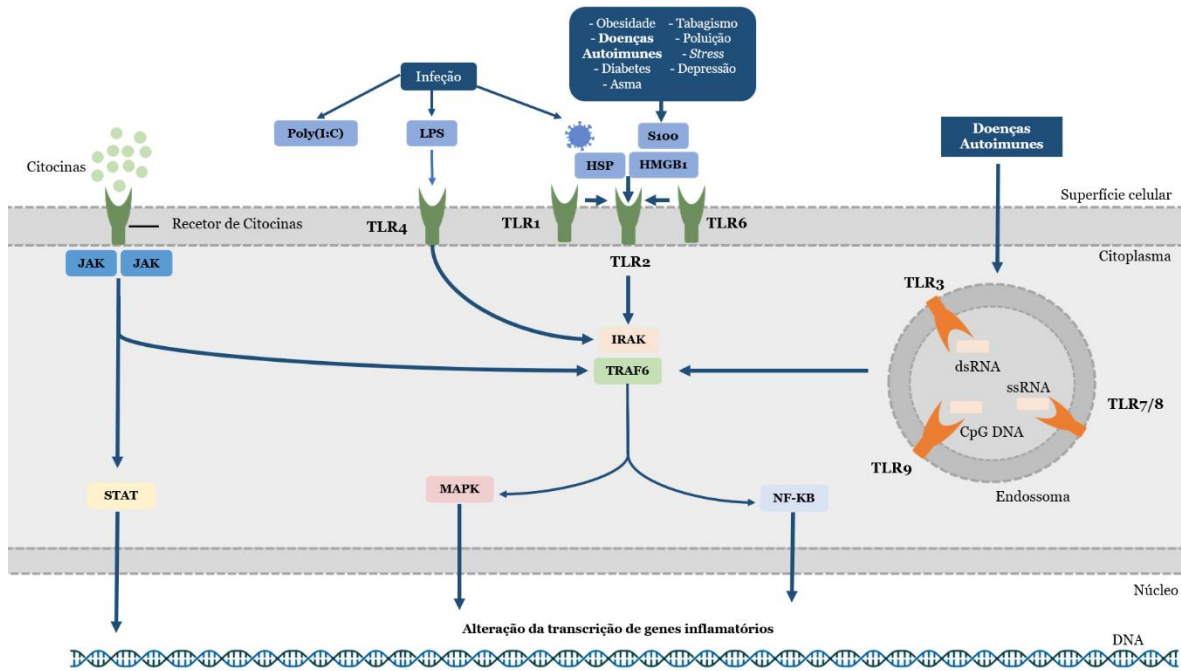 - Obesidade
- Tabagismo
- Doenças
- Poluição
Autoimunes
- Stress
- Diabetes
- Depressão
- Asma
Infeção
Poly(I:C)
LPS
S100
HSP
HMGB1
Doenças
Autoimunes
Citocinas
Superfície celular
Recetor de Citocinas
TLR4
TLR1
TLR6
JAK
JAK
TLR2
Citoplasma
TLR3
IRAK
TRAF6
dsRNA
ssRNA
TLR7/8
CpG DNA
TLR9
STAT
MAPK
NF-KB
Endossoma
Núcleo
Alteração da transcrição de genes inflamatórios
DNA